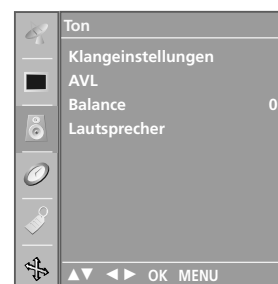 Ton
Klangeinstellungen
AVL
Balance 0
Lautsprecher
▲▼ ◄► OK MENU